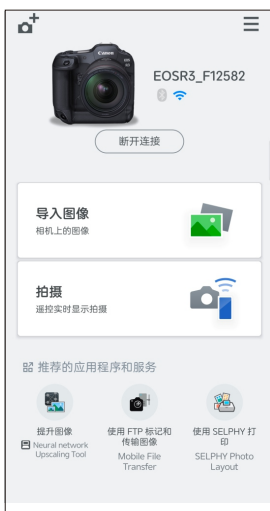 Canon
EOSR3_F12582
断开连接
导入图像
相机上的图像
拍摄
遥控实时显示拍摄
推荐的应用程序和服务
提升图像
Neural network
Upscaling Tool
使用 FTP 标记和
传输图像
Mobile File
Transfer
使用 SELPHY 打
印
SELPHY Photo
Layout